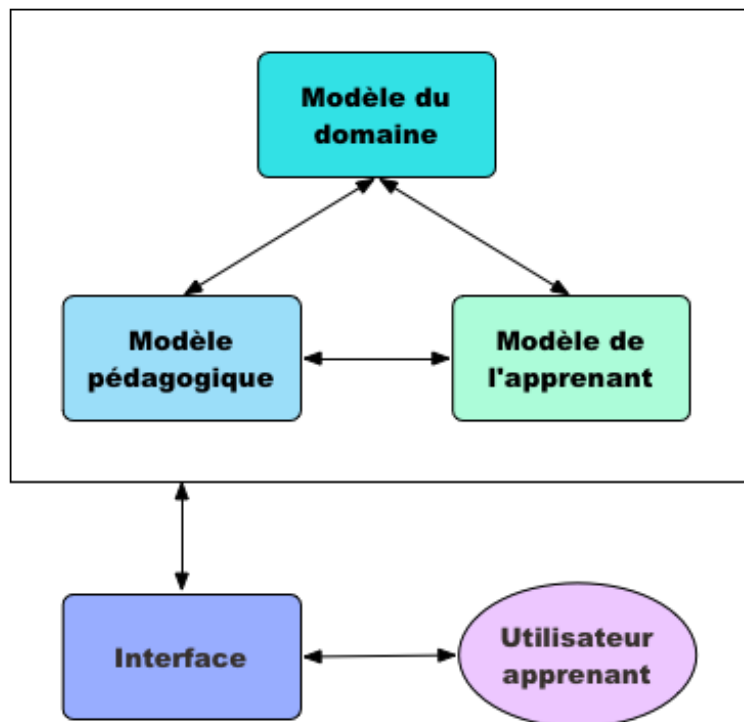 Modèle du
domaine
Modèle
pédagogique
Modèle de
l'apprenant
Interface
Utilisateur
apprenant